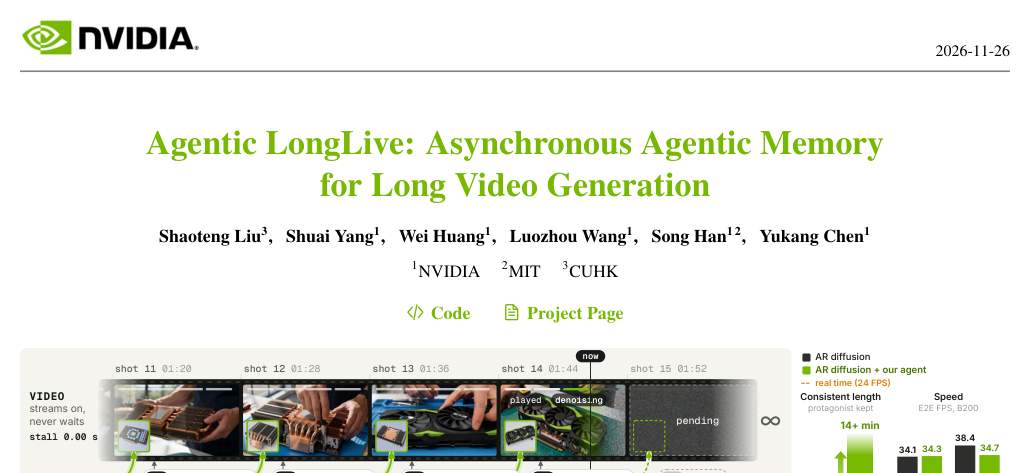 NVIDIA®
2026-11-26
Agentic LongLive: Asynchronous Agentic Memory
for Long Video Generation
Shaoteng Liu³, Shuai Yang¹, Wei Huang¹, Luozhou Wang¹, Song Han¹ ², Yukang Chen¹
¹NVIDIA ²MIT ³CUHK
</> Code Project Page
now
shot 11 01:20 shot 12 01:28 shot 13 01:36 shot 14 01:44 shot 15 01:52
VIDEO
streams on,
never waits
stall 0.00 s
played denoising
pending
∞
AR diffusion
AR diffusion + our agent
-- real time (24 FPS)
Consistent length
protagonist kept
14+ min
Speed
E2E FPS, B200
34.1 34.3 38.4 34.7